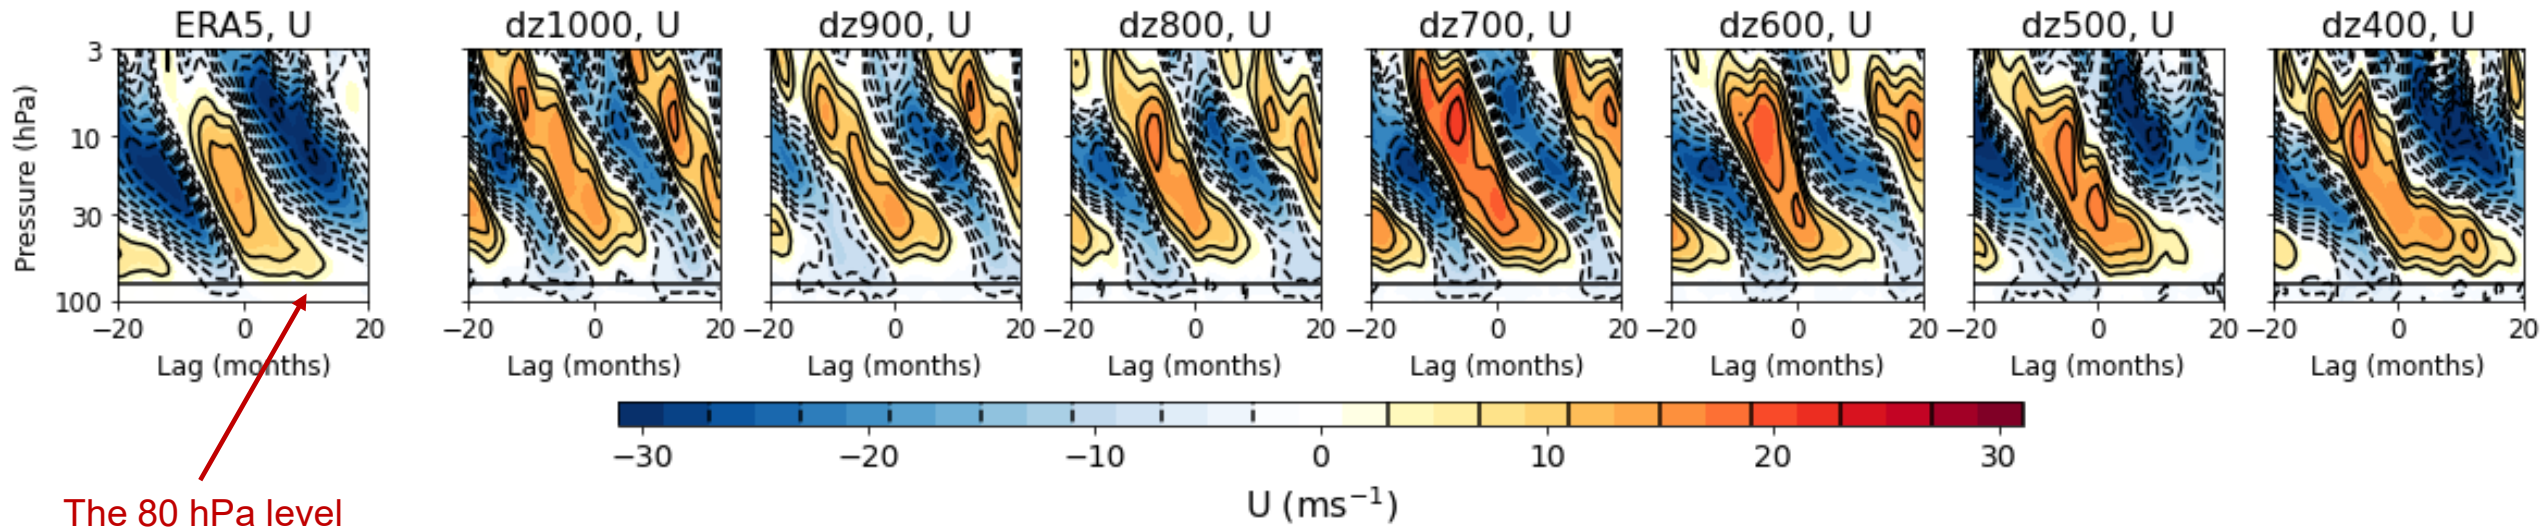 ERA5, U
dz1000, U
dz900, U
dz800, U
dz700, U
dz600, U
dz500, U
dz400, U
Pressure (hPa)
3
10
30
100
−20 0 20
−20 0 20
−20 0 20
−20 0 20
−20 0 20
−20 0 20
−20 0 20
−20 0 20
Lag (months)
Lag (months)
Lag (months)
Lag (months)
Lag (months)
Lag (months)
Lag (months)
Lag (months)
−30 −20 −10 0 10 20 30
U (ms⁻¹)
The 80 hPa level